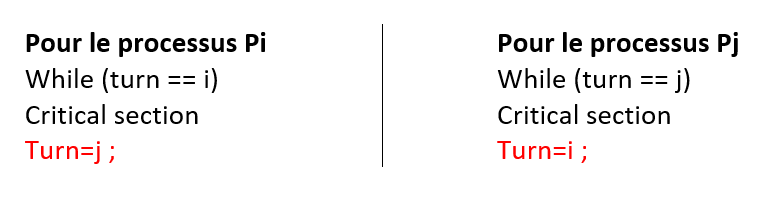 Pour le processus Pi
While (turn == i)
Critical section
Turn=j ;
Pour le processus Pj
While (turn == j)
Critical section
Turn=i ;